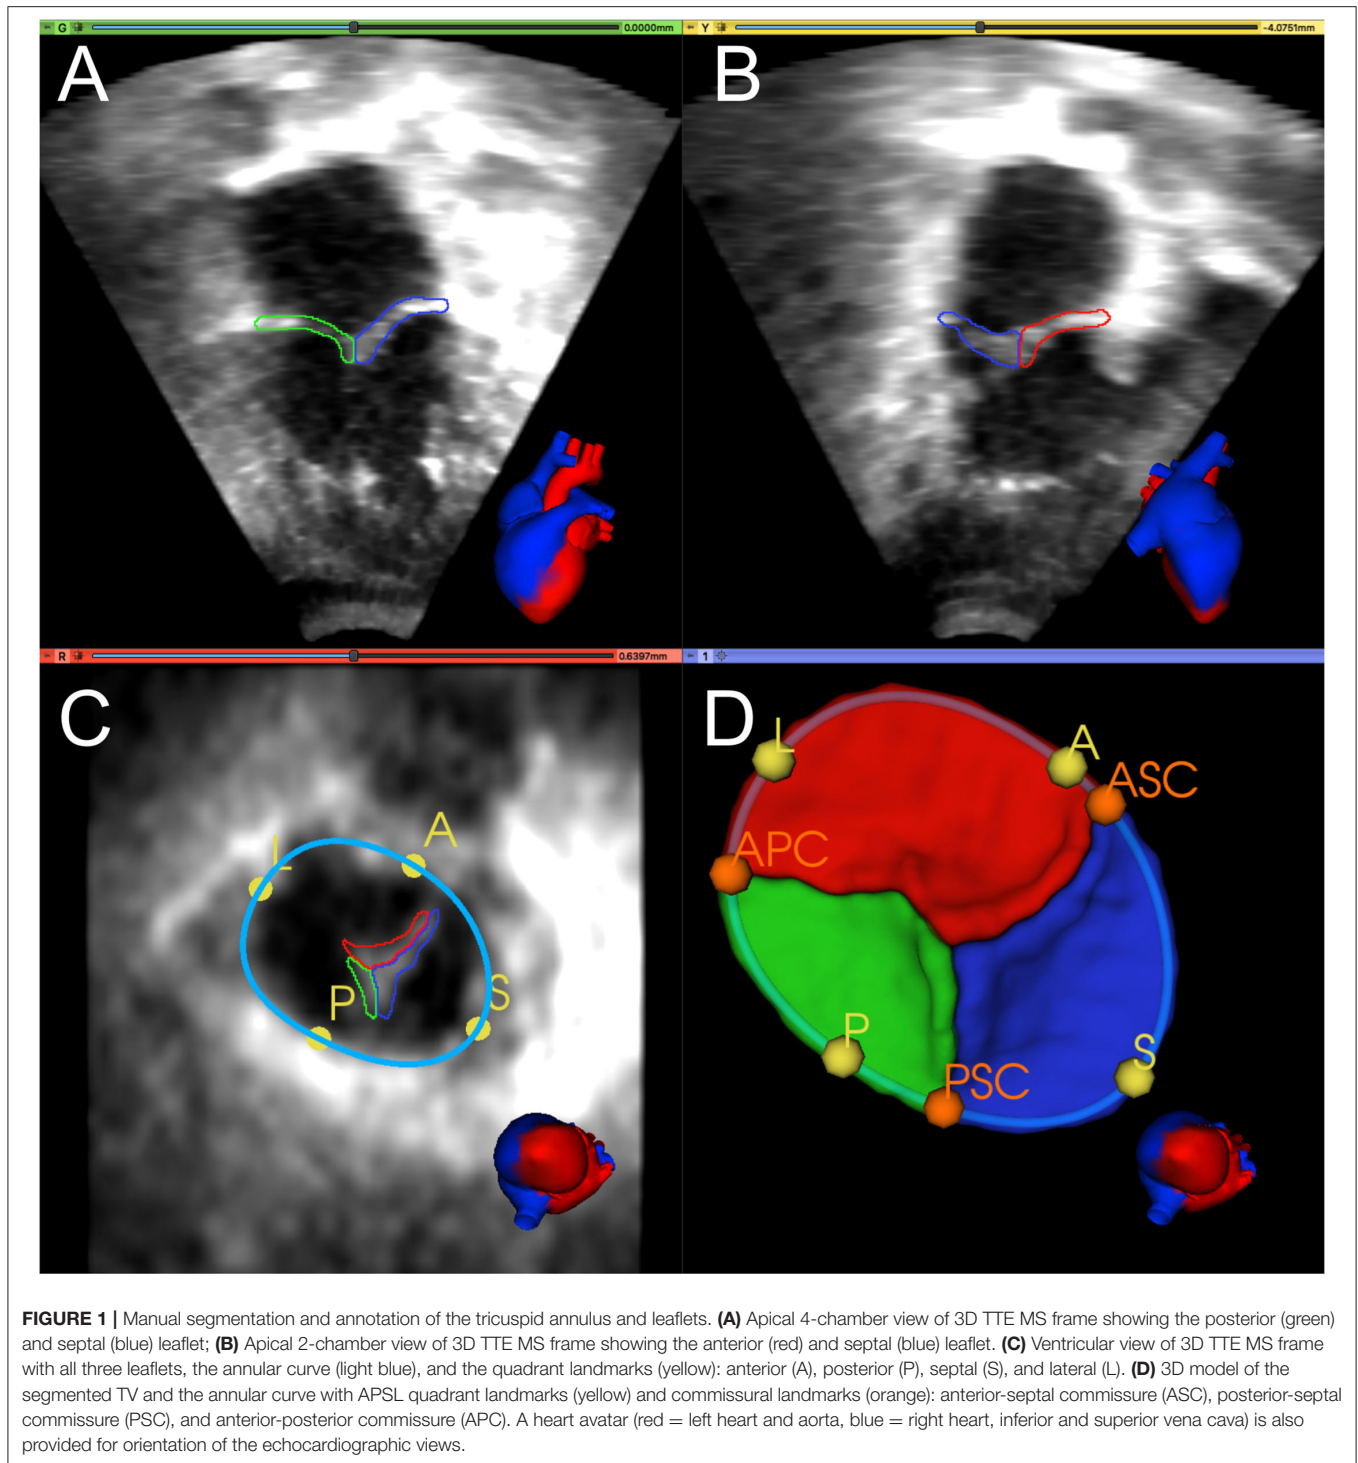 G 0.0000mm
Y -4.0751mm
A
B
R 0.6397mm
1
C
D
L
A
P
S
L
A
ASC
APC
P
S
PSC
FIGURE 1 | Manual segmentation and annotation of the tricuspid annulus and leaflets. (A) Apical 4-chamber view of 3D TTE MS frame showing the posterior (green)
and septal (blue) leaflet; (B) Apical 2-chamber view of 3D TTE MS frame showing the anterior (red) and septal (blue) leaflet. (C) Ventricular view of 3D TTE MS frame
with all three leaflets, the annular curve (light blue), and the quadrant landmarks (yellow): anterior (A), posterior (P), septal (S), and lateral (L). (D) 3D model of the
segmented TV and the annular curve with APSL quadrant landmarks (yellow) and commissural landmarks (orange): anterior-septal commissure (ASC), posterior-septal
commissure (PSC), and anterior-posterior commissure (APC). A heart avatar (red = left heart and aorta, blue = right heart, inferior and superior vena cava) is also
provided for orientation of the echocardiographic views.